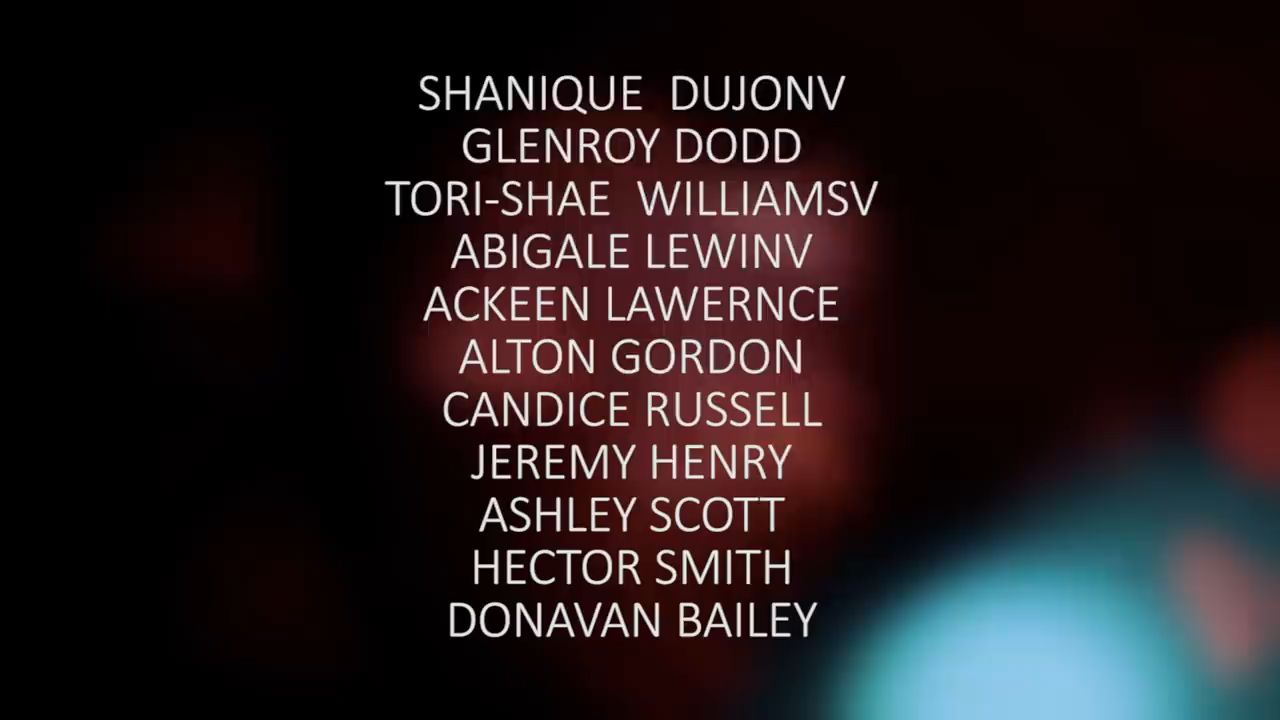 SHANIQUE  DUJONV
GLENROY DODD
TORI-SHAE  WILLIAMSV
ABIGALE LEWINV
ACKEEN LAWERNCE
ALTON GORDON
CANDICE RUSSELL
JEREMY HENRY
ASHLEY SCOTT
HECTOR SMITH
DONAVAN BAILEY